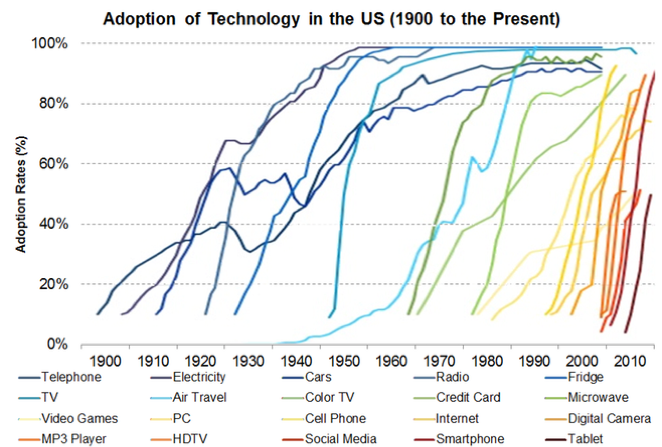 Adoption of Technology in the US (1900 to the Present)
100%
80%
60%
40%
20%
0%
Adoption Rates (%)
1900 1910 1920 1930 1940 1950 1960 1970 1980 1990 2000 2010
Telephone Electricity Cars Radio Fridge
TV Air Travel Color TV Credit Card Microwave
Video Games PC Cell Phone Internet Digital Camera
MP3 Player HDTV Social Media Smartphone Tablet